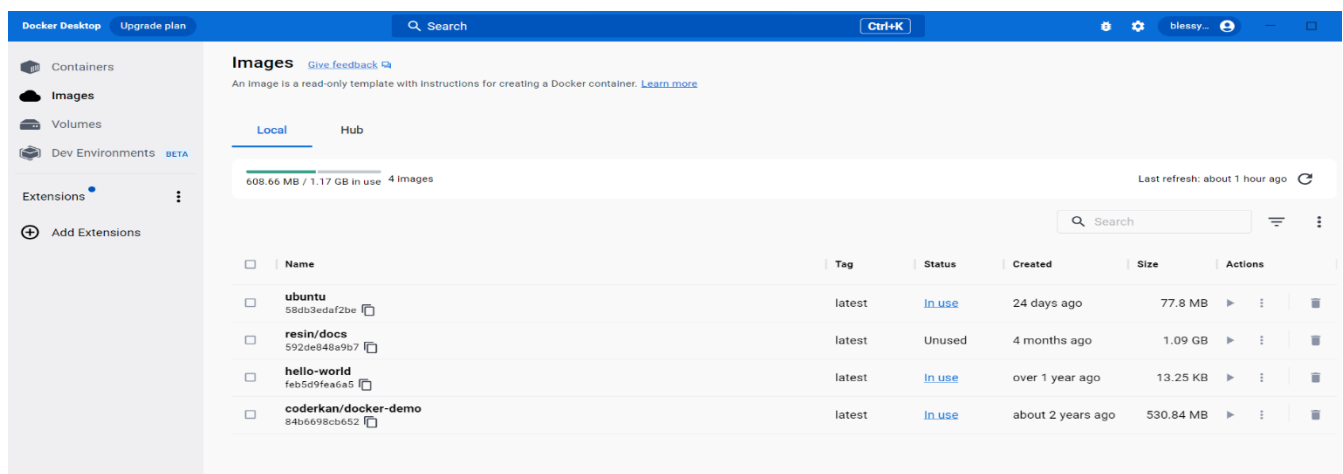 Docker Desktop Upgrade plan Search Ctrl+K blessy...
Containers
Images
Volumes
Dev Environments BETA
Extensions
Add Extensions
Images Give feedback
An image is a read-only template with instructions for creating a Docker container. Learn more
Local Hub
608.66 MB / 1.17 GB in use 4 images Last refresh: about 1 hour ago
Search
Name Tag Status Created Size Actions
ubuntu
58db3edaf2be
latest In use 24 days ago 77.8 MB
resin/docs
592de848a9b7
latest Unused 4 months ago 1.09 GB
hello-world
feb5d9fea6a5
latest In use over 1 year ago 13.25 KB
coderkan/docker-demo
84b6698cb652
latest In use about 2 years ago 530.84 MB